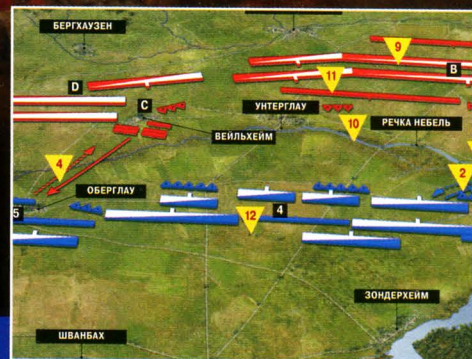 БЕРГХАУЗЕН
9
B
D
11
C
УНТЕРГЛАУ
РЕЧКА НЕБЕЛЬ
10
ВЕЙЛЬХЕЙМ
4
2
ОБЕРГЛАУ
5
4
12
ЗОНДЕРХЕЙМ
ШВАНБАХ